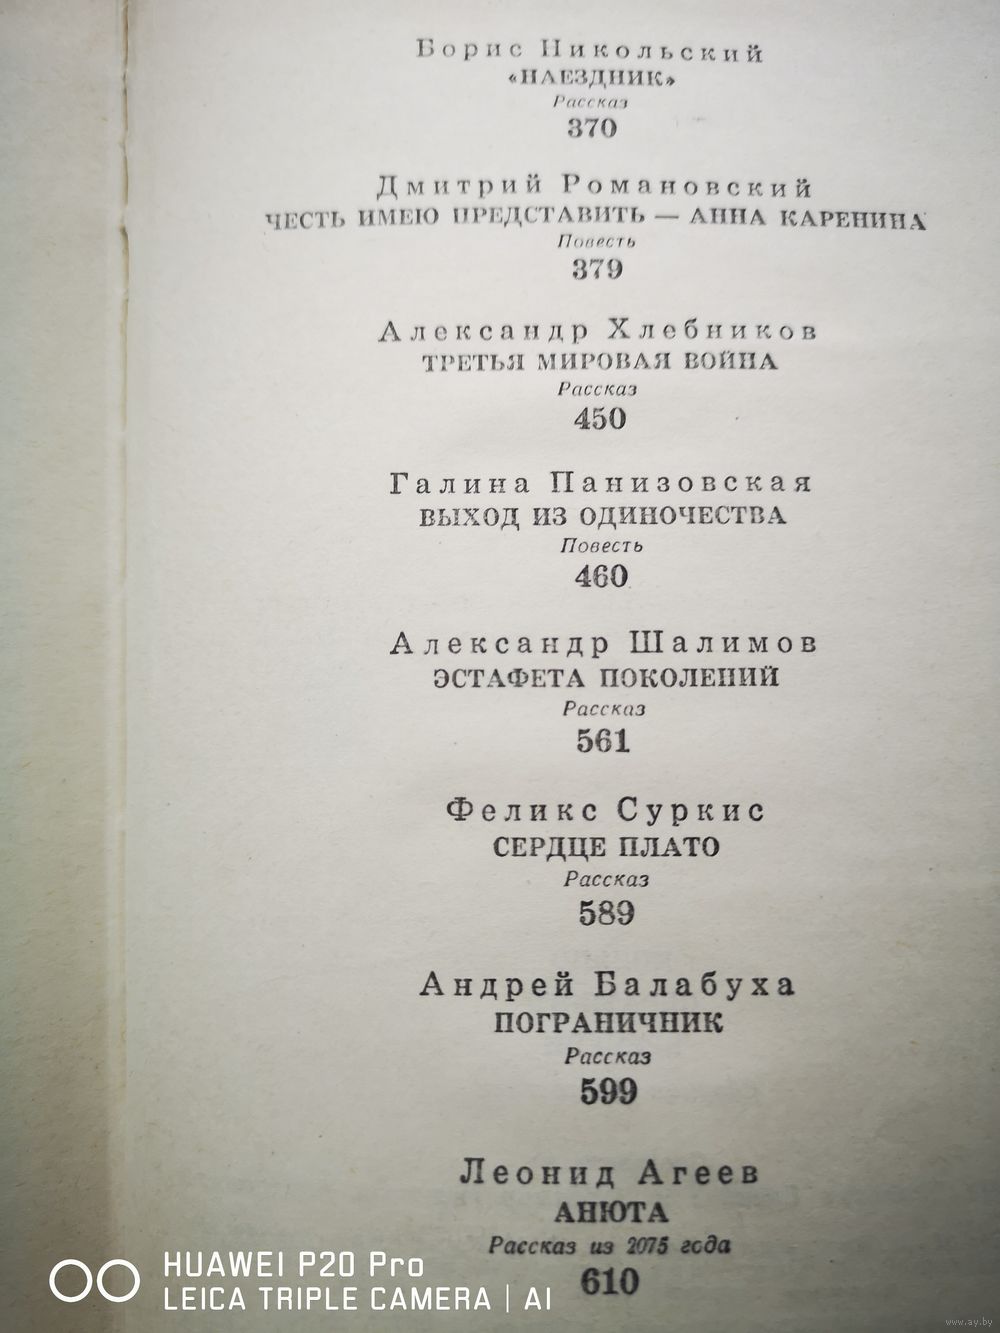 Борис Никольский
«НАЕЗДНИК»
Рассказ
370
Дмитрий Романовский
ЧЕСТЬ ИМЕЮ ПРЕДСТАВИТЬ — АННА КАРЕНИНА
Повесть
379
Александр Хлебников
ТРЕТЬЯ МИРОВАЯ ВОЙНА
Рассказ
450
Галина Панизовская
ВЫХОД ИЗ ОДИНОЧЕСТВА
Повесть
460
Александр Шалимов
ЭСТАФЕТА ПОКОЛЕНИЙ
Рассказ
561
Феликс Суркис
СЕРДЦЕ ПЛАТО
Рассказ
589
Андрей Балабуха
ПОГРАНИЧНИК
Рассказ
599
Леонид Агеев
АНЮТА
Рассказ из 2075 года
610
HUAWEI P20 Pro
LEICA TRIPLE CAMERA | AI
www.ay.by